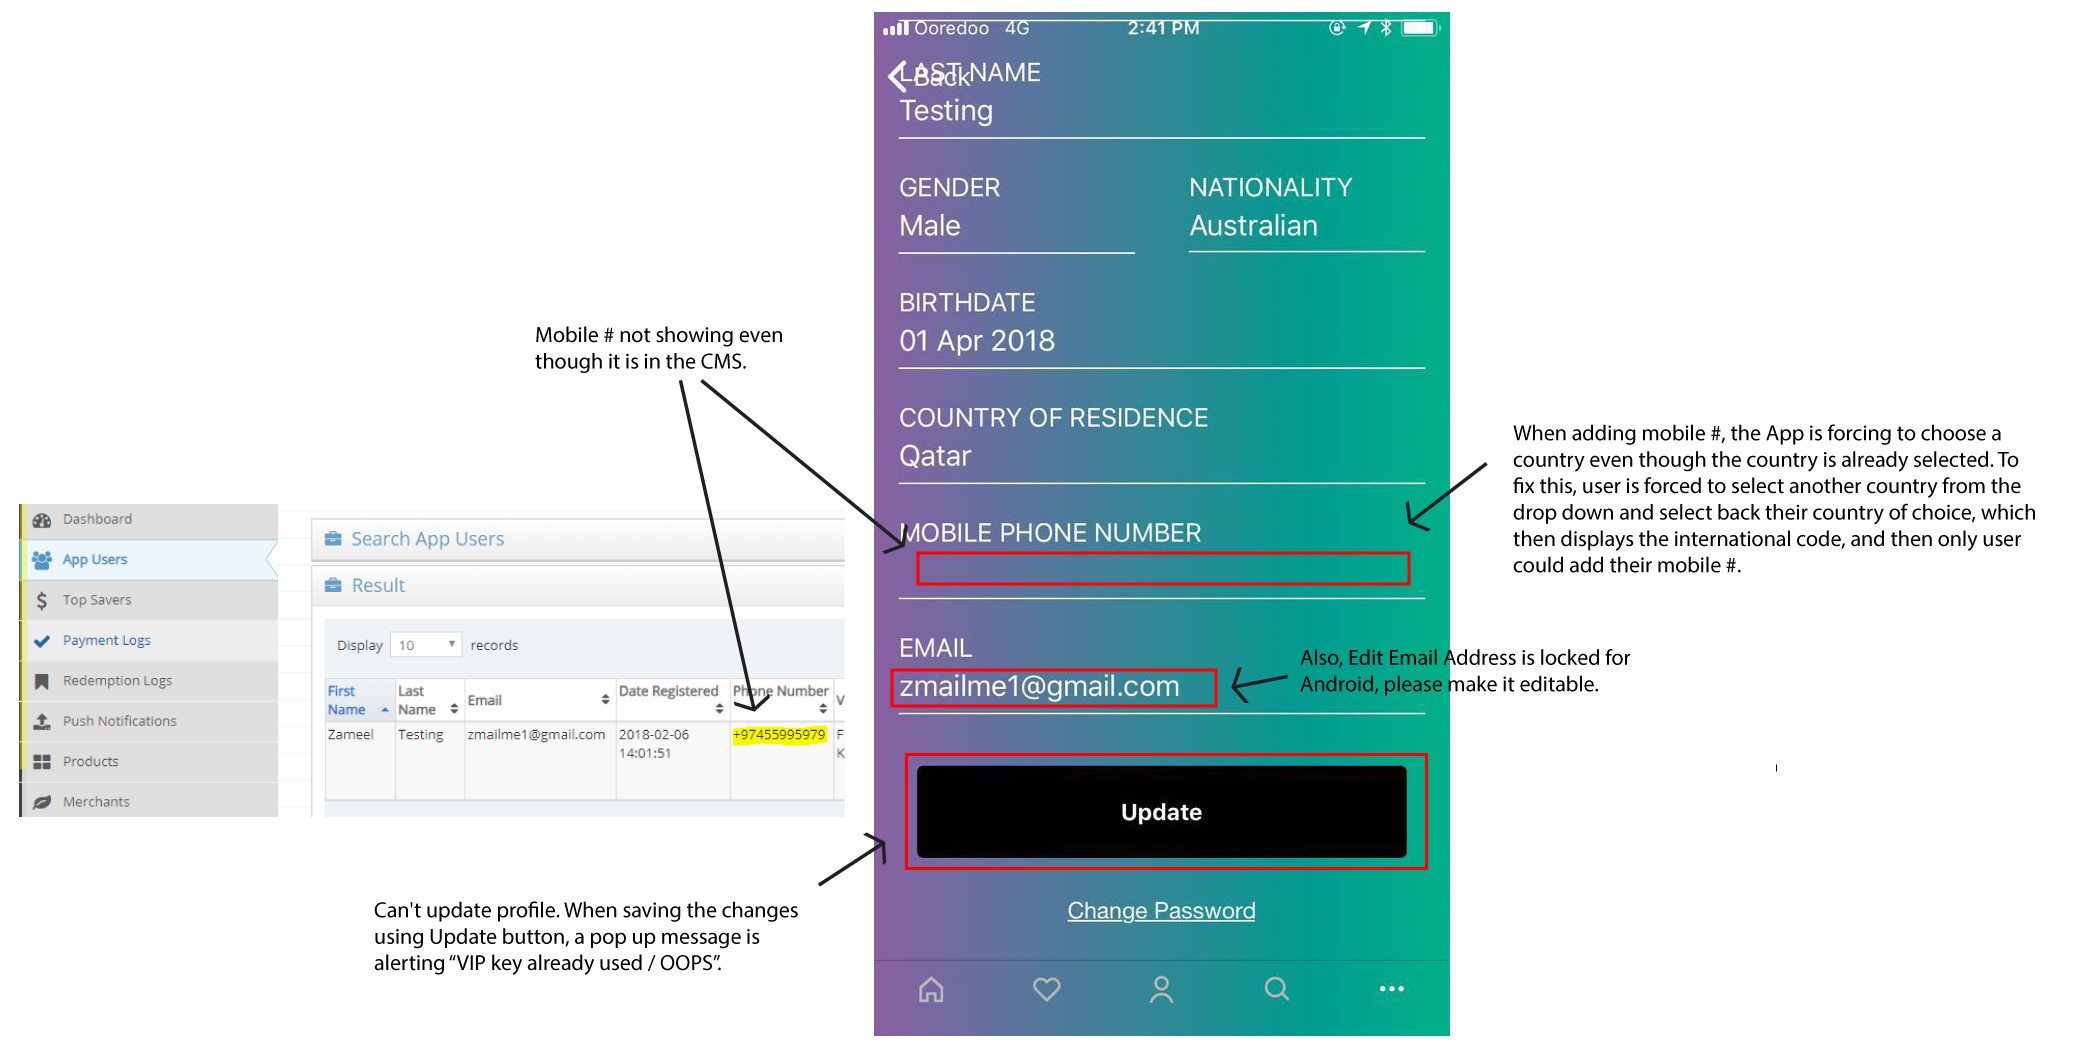 Ooredoo 4G 2:41 PM
Back
LAST NAME
Testing
GENDER NATIONALITY
Male Australian
BIRTHDATE
01 Apr 2018
COUNTRY OF RESIDENCE
Qatar
MOBILE PHONE NUMBER
EMAIL
zmailme1@gmail.com
Update
Change Password
Mobile # not showing even
though it is in the CMS.
When adding mobile #, the App is forcing to choose a
country even though the country is already selected. To
fix this, user is forced to select another country from the
drop down and select back their country of choice, which
then displays the international code, and then only user
could add their mobile #.
Also, Edit Email Address is locked for
Android, please make it editable.
Can't update profile. When saving the changes
using Update button, a pop up message is
alerting “VIP key already used / OOPS”.
Dashboard
App Users
Top Savers
Payment Logs
Redemption Logs
Push Notifications
Products
Merchants
Search App Users
Result
Display 10 records
First Name Last Name Email Date Registered Phone Number V
Zameel Testing zmailme1@gmail.com 2018-02-06 +97455995979 F
14:01:51 K